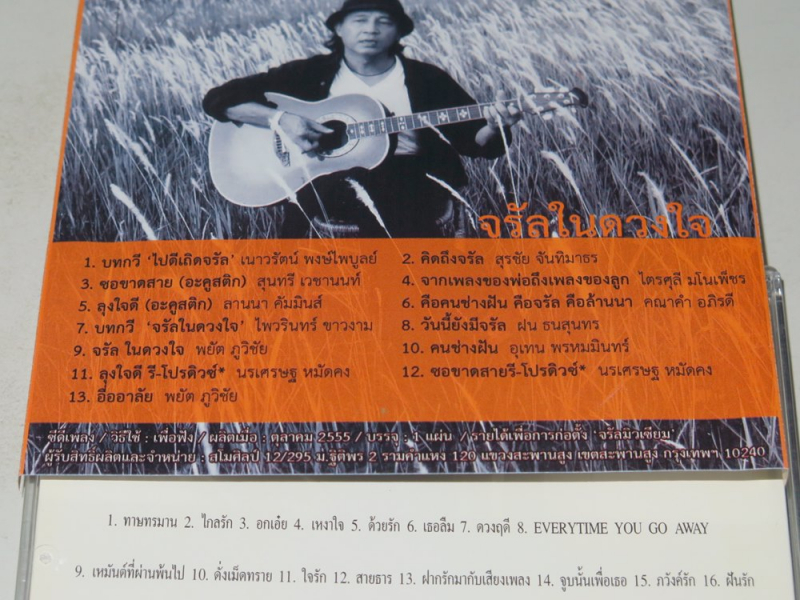 จรัลในดวงใจ
1. บทกวี 'ไปดีเถิดจรัล' เนาวรัตน์ พงษ์ไพบูลย์
2. คิดถึงจรัล สุรชัย จันทิมาธร
3. ซอขาดสาย (อะคูสติก) สุนทรี เวชานนท์
4. จากเพลงของพ่อถึงเพลงของลูก ไตรศุลี มโนเพ็ชร
5. ลุงใจดี (อะคูสติก) ลานนา คัมมินส์
6. คือคนช่างฝัน คือจรัล คือล้านนา คณาคำ อภิรดี
7. บทกวี 'จรัลในดวงใจ' ไพวรินทร์ ขาวงาม
8. วันนี้ยังมีจรัล ฝน ธนสุนทร
9. จรัล ในดวงใจ พยัต ภูวิชัย
10. คนช่างฝัน อุเทน พรหมมินทร์
11. ลุงใจดี รี-โปรดิวซ์* นรเศรษฐ หมัดคง
12. ซอขาดสายรี-โปรดิวซ์* นรเศรษฐ หมัดคง
13. อื่ออาลัย พยัต ภูวิชัย
ซีดีเพลง / วิธีใช้ : เพื่อฟัง / ผลิตเมื่อ : ตุลาคม 2555 / บรรจุ : 1 แผ่น / รายได้เพื่อการก่อตั้ง 'จรัลมิวเซียม'
ผู้รับสิทธิ์ผลิตและจำหน่าย : สโมศิลป์ 12/295 ม.ฐิติพร 2 รามคำแหง 120 แขวงสะพานสูง เขตสะพานสูง กรุงเทพฯ 10240
1. ทาษทรมาน 2. ไกลรัก 3. อกเอ๋ย 4. เหงาใจ 5. ด้วยรัก 6. เธอลืม 7. ดวงฤดี 8. EVERYTIME YOU GO AWAY
9. เหมันต์ที่ผ่านพ้นไป 10. ดั่งเม็ดทราย 11. ใจรัก 12. สายธาร 13. ฝากรักมากับเสียงเพลง 14. จูบนั้นเพื่อเธอ 15. ภวังค์รัก 16. ฝันรัก